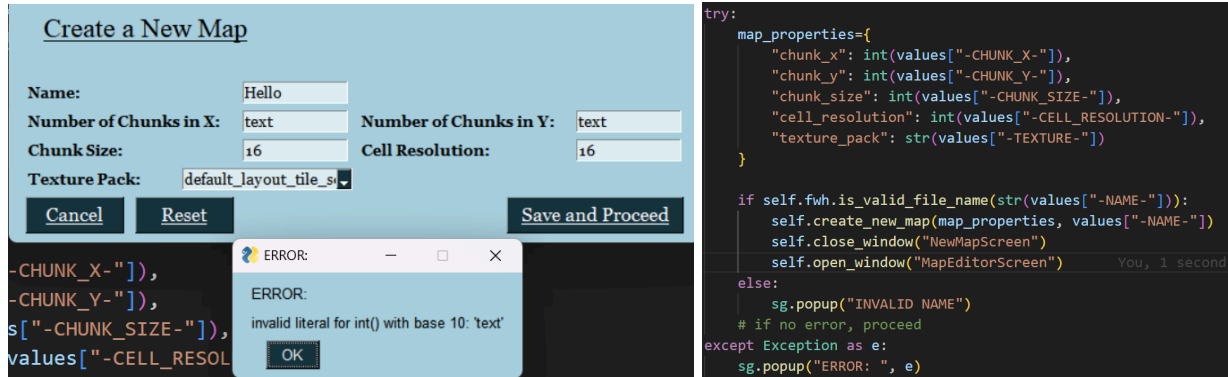 Create a New Map
Name: Hello
Number of Chunks in X: text Number of Chunks in Y: text
Chunk Size: 16 Cell Resolution: 16
Texture Pack: default_layout_tile_s
Cancel Reset Save and Proceed
ERROR:
ERROR:
invalid literal for int() with base 10: 'text'
OK
-CHUNK_X-"]),
-CHUNK_Y-"]),
s["-CHUNK_SIZE-"]),
values["-CELL_RESOL
try:
map_properties={
"chunk_x": int(values["-CHUNK_X-"]),
"chunk_y": int(values["-CHUNK_Y-"]),
"chunk_size": int(values["-CHUNK_SIZE-"]),
"cell_resolution": int(values["-CELL_RESOLUTION-"]),
"texture_pack": str(values["-TEXTURE-"])
}
if self.fwh.is_valid_file_name(str(values["-NAME-"])):
self.create_new_map(map_properties, values["-NAME-"])
self.close_window("NewMapScreen")
self.open_window("MapEditorScreen") You, 1 second
else:
sg.popup("INVALID NAME")
# if no error, proceed
except Exception as e:
sg.popup("ERROR: ", e)